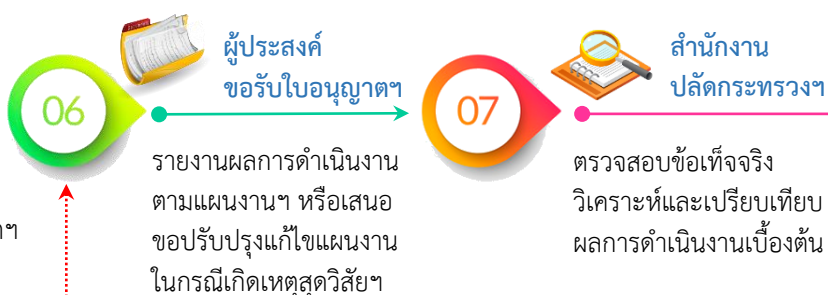 06
ผู้ประสงค์
ขอรับใบอนุญาตฯ
รายงานผลการดำเนินงาน
ตามแผนงานฯ หรือเสนอ
ขอปรับปรุงแก้ไขแผนงาน
ในกรณีเกิดเหตุสุดวิสัยฯ
07
สำนักงาน
ปลัดกระทรวงฯ
ตรวจสอบข้อเท็จจริง
วิเคราะห์และเปรียบเทียบ
ผลการดำเนินงานเบื้องต้น